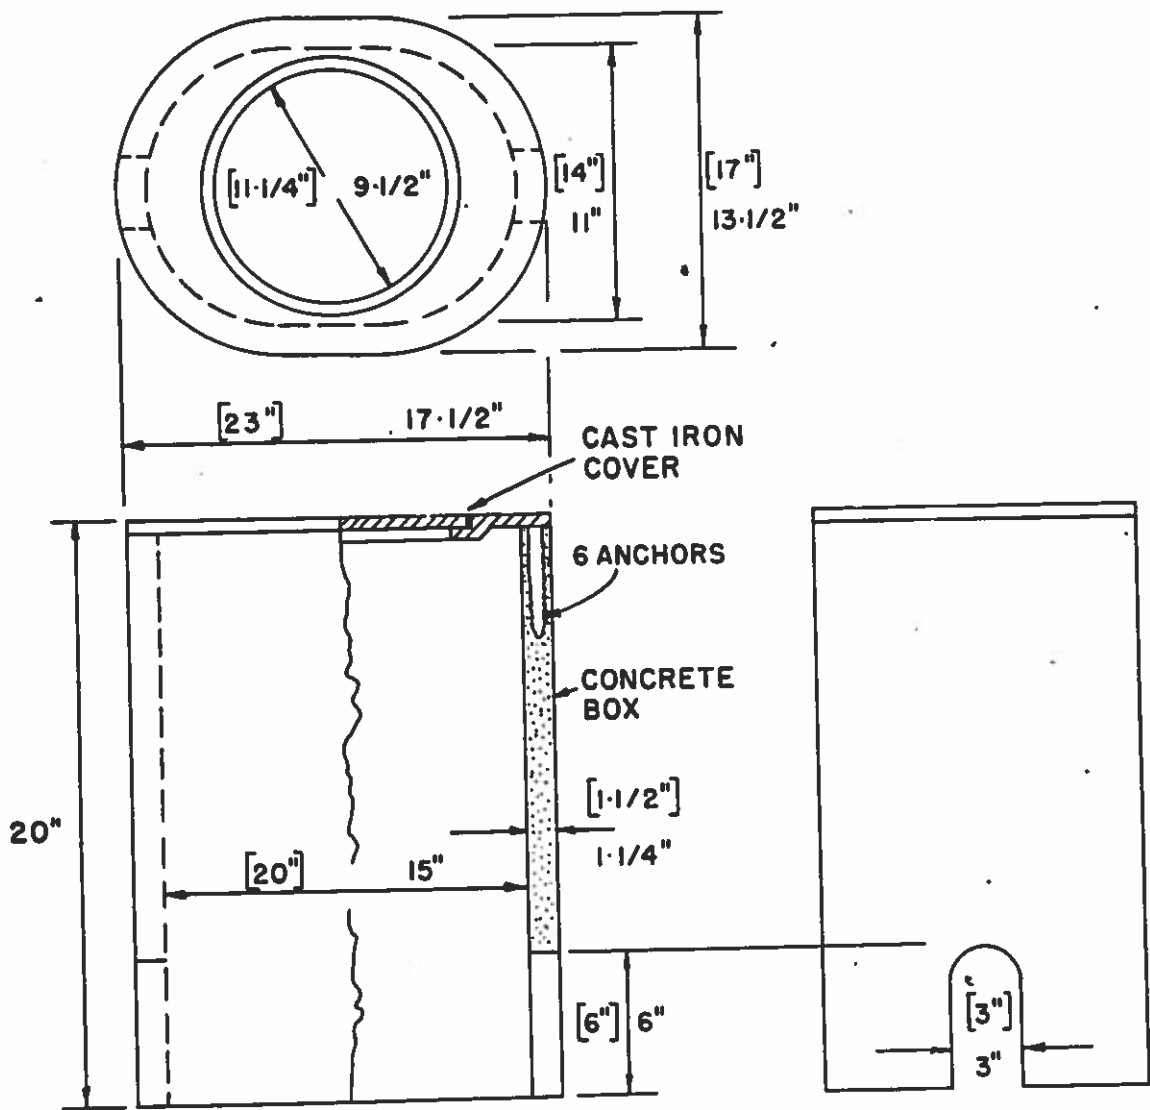 [11-1/4"] 9-1/2"
[14"]
11"
[17"]
13-1/2"
[23"] 17-1/2"
CAST IRON
COVER
6 ANCHORS
CONCRETE
BOX
[1-1/2"]
1-1/4"
20"
[20"] 15"
[6"] 6"
[3"]
3"